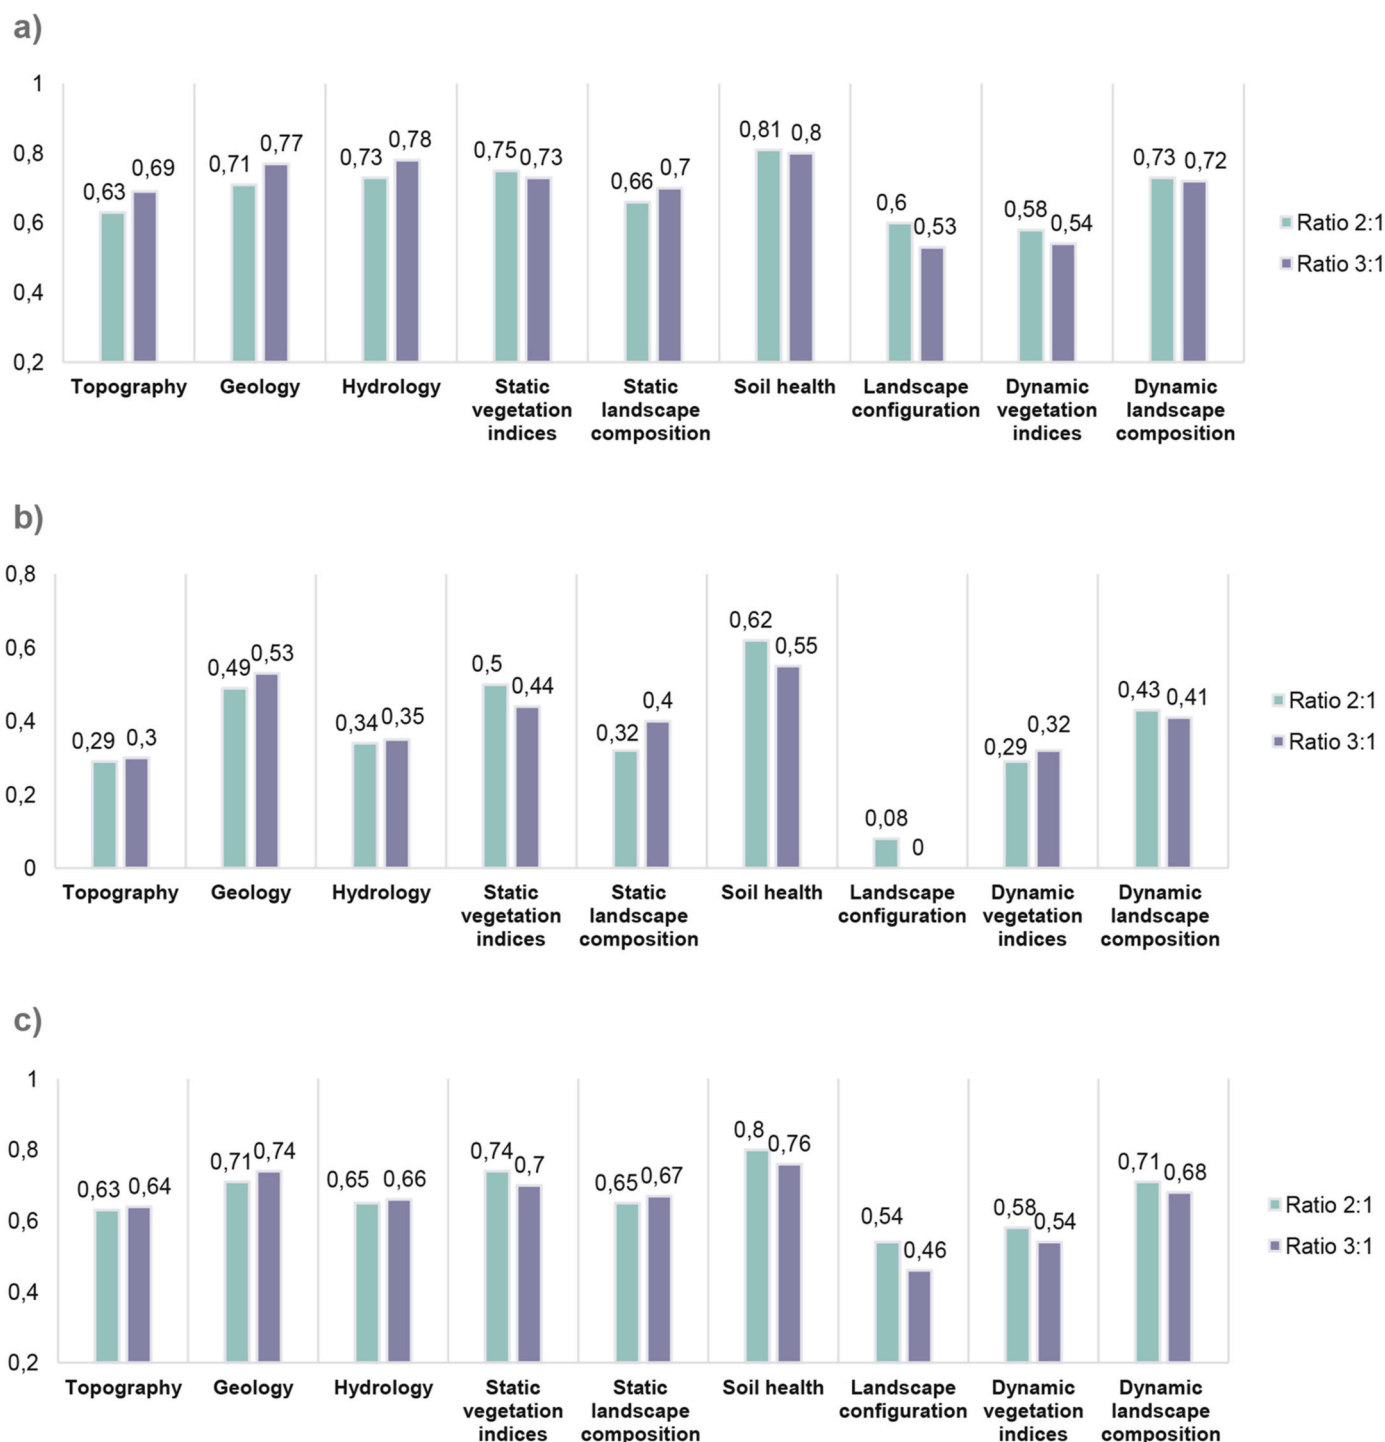 a)
1
0,8
0,6
0,4
0,2
0,63 0,69 0,71 0,77 0,73 0,78 0,75 0,73 0,66 0,7 0,81 0,8 0,6 0,53 0,58 0,54 0,73 0,72
Topography Geology Hydrology Static Static Soil health Landscape Dynamic Dynamic
vegetation landscape configuration vegetation landscape
indices composition indices composition
Ratio 2:1
Ratio 3:1
b)
0,8
0,6
0,4
0,2
0
0,29 0,3 0,49 0,53 0,34 0,35 0,5 0,44 0,32 0,4 0,62 0,55 0,08 0 0,29 0,32 0,43 0,41
Topography Geology Hydrology Static Static Soil health Landscape Dynamic Dynamic
vegetation landscape configuration vegetation landscape
indices composition indices composition
Ratio 2:1
Ratio 3:1
c)
1
0,8
0,6
0,4
0,2
0,63 0,64 0,71 0,74 0,65 0,66 0,74 0,7 0,65 0,67 0,8 0,76 0,54 0,46 0,58 0,54 0,71 0,68
Topography Geology Hydrology Static Static Soil health Landscape Dynamic Dynamic
vegetation landscape configuration vegetation landscape
indices composition indices composition
Ratio 2:1
Ratio 3:1